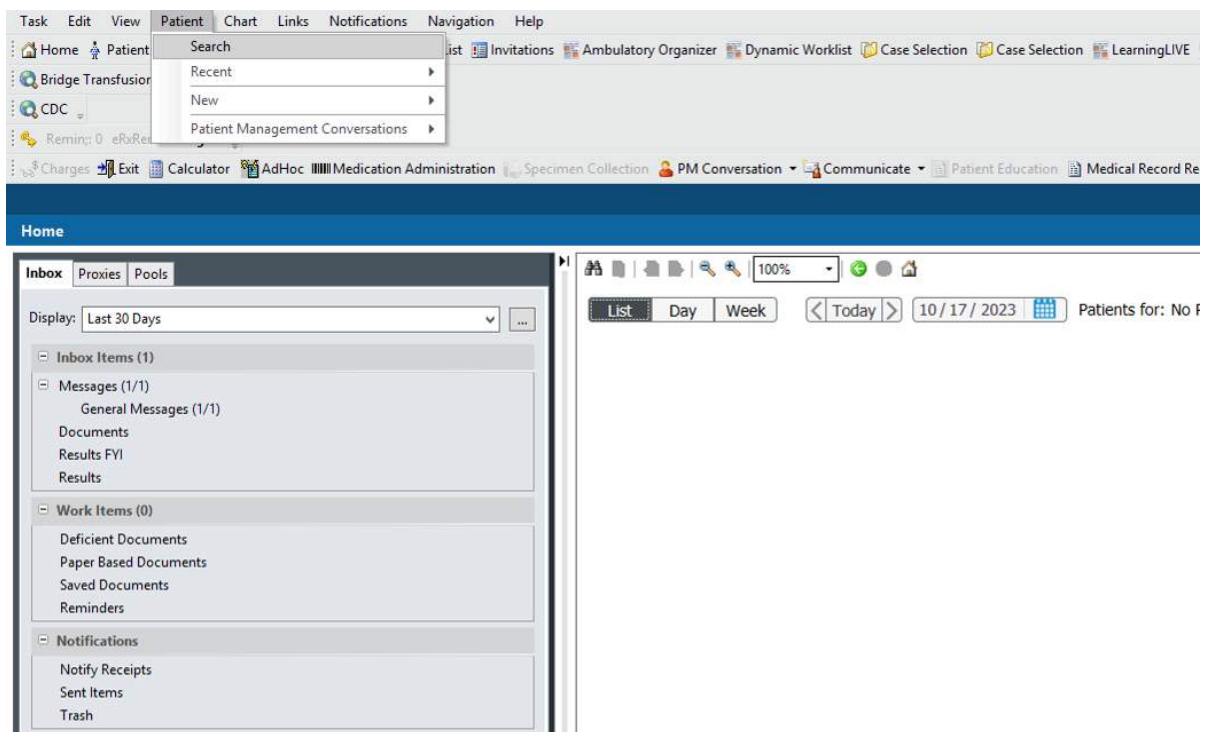 Task Edit View Patient Chart Links Notifications Navigation Help
Home Patient ist Invitations Ambulatory Organizer Dynamic Worklist Case Selection Case Selection LearningLIVE
Search
Recent
New
Patient Management Conversations
Bridge Transfusion
CDC
Remin;: 0 eRxRe
Charges Exit Calculator AdHoc Medication Administration Specimen Collection PM Conversation Communicate Patient Education Medical Record Re
Home
Inbox Proxies Pools
100%
Display: Last 30 Days ...
List Day Week Today 10/17/2023 Patients for: No
Inbox Items (1)
Messages (1/1)
General Messages (1/1)
Documents
Results FYI
Results
Work Items (0)
Deficient Documents
Paper Based Documents
Saved Documents
Reminders
Notifications
Notify Receipts
Sent Items
Trash